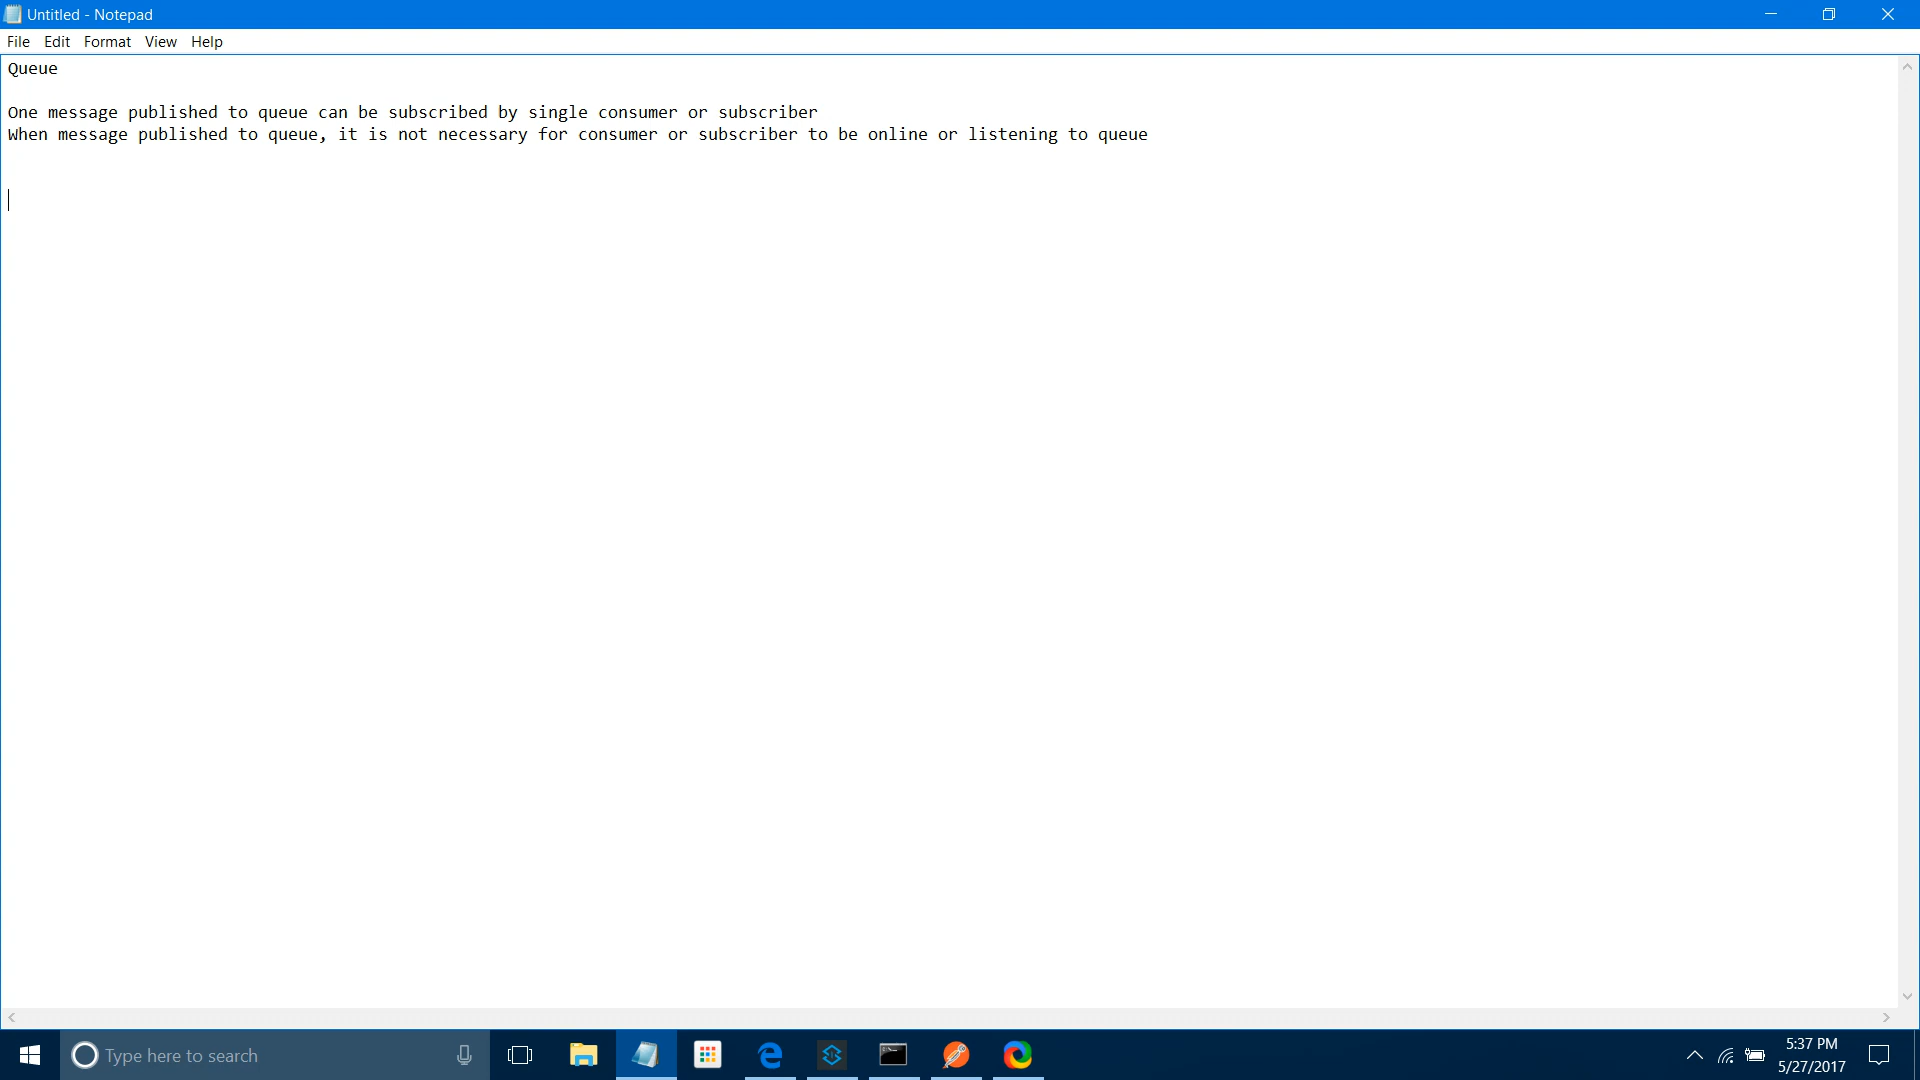 Untitled - Notepad
File Edit Format View Help
Queue
One message published to queue can be subscribed by single consumer or subscriber
When message published to queue, it is not necessary for consumer or subscriber to be online or listening to queue
Type here to search
5:37 PM
5/27/2017